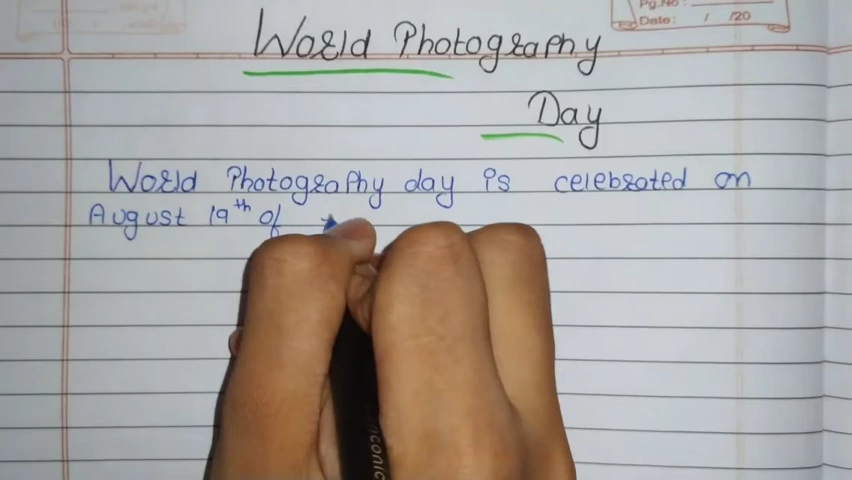 Pg.No:
Date: / /20
World Photography
Day
World Photography day is celebrated on
August 19th of